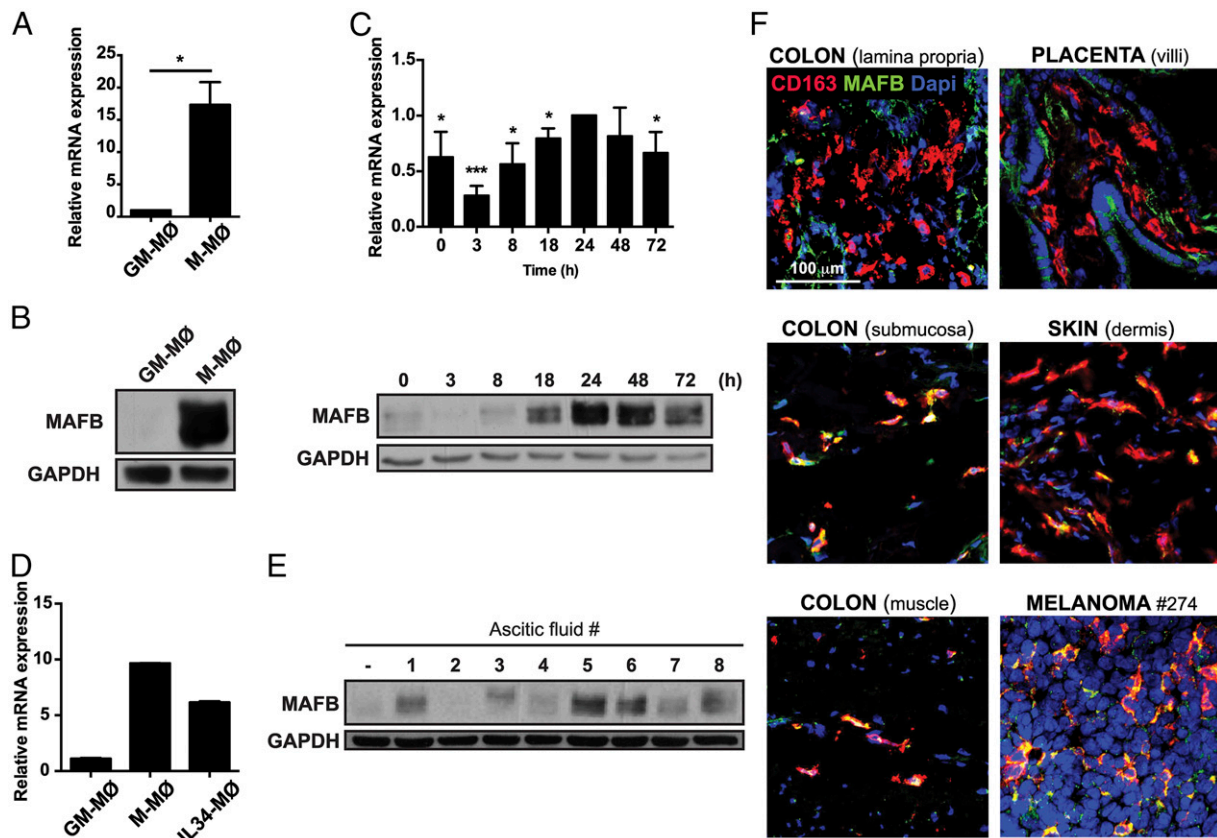 A
Relative mRNA expression
25
20
15
10
5
0
*
GM-MØ
M-MØ
B
GM-MØ
M-MØ
MAFB
GAPDH
C
Relative mRNA expression
1.5
1.0
0.5
0.0
* *** * * *
0 3 8 18 24 48 72
Time (h)
0 3 8 18 24 48 72 (h)
MAFB
GAPDH
D
Relative mRNA expression
15
10
5
0
GM-MØ
M-MØ
IL34-MØ
E
Ascitic fluid #
- 1 2 3 4 5 6 7 8
MAFB
GAPDH
F
COLON (lamina propria)
CD163 MAFB Dapi
100 µm
PLACENTA (villi)
COLON (submucosa)
SKIN (dermis)
COLON (muscle)
MELANOMA #274